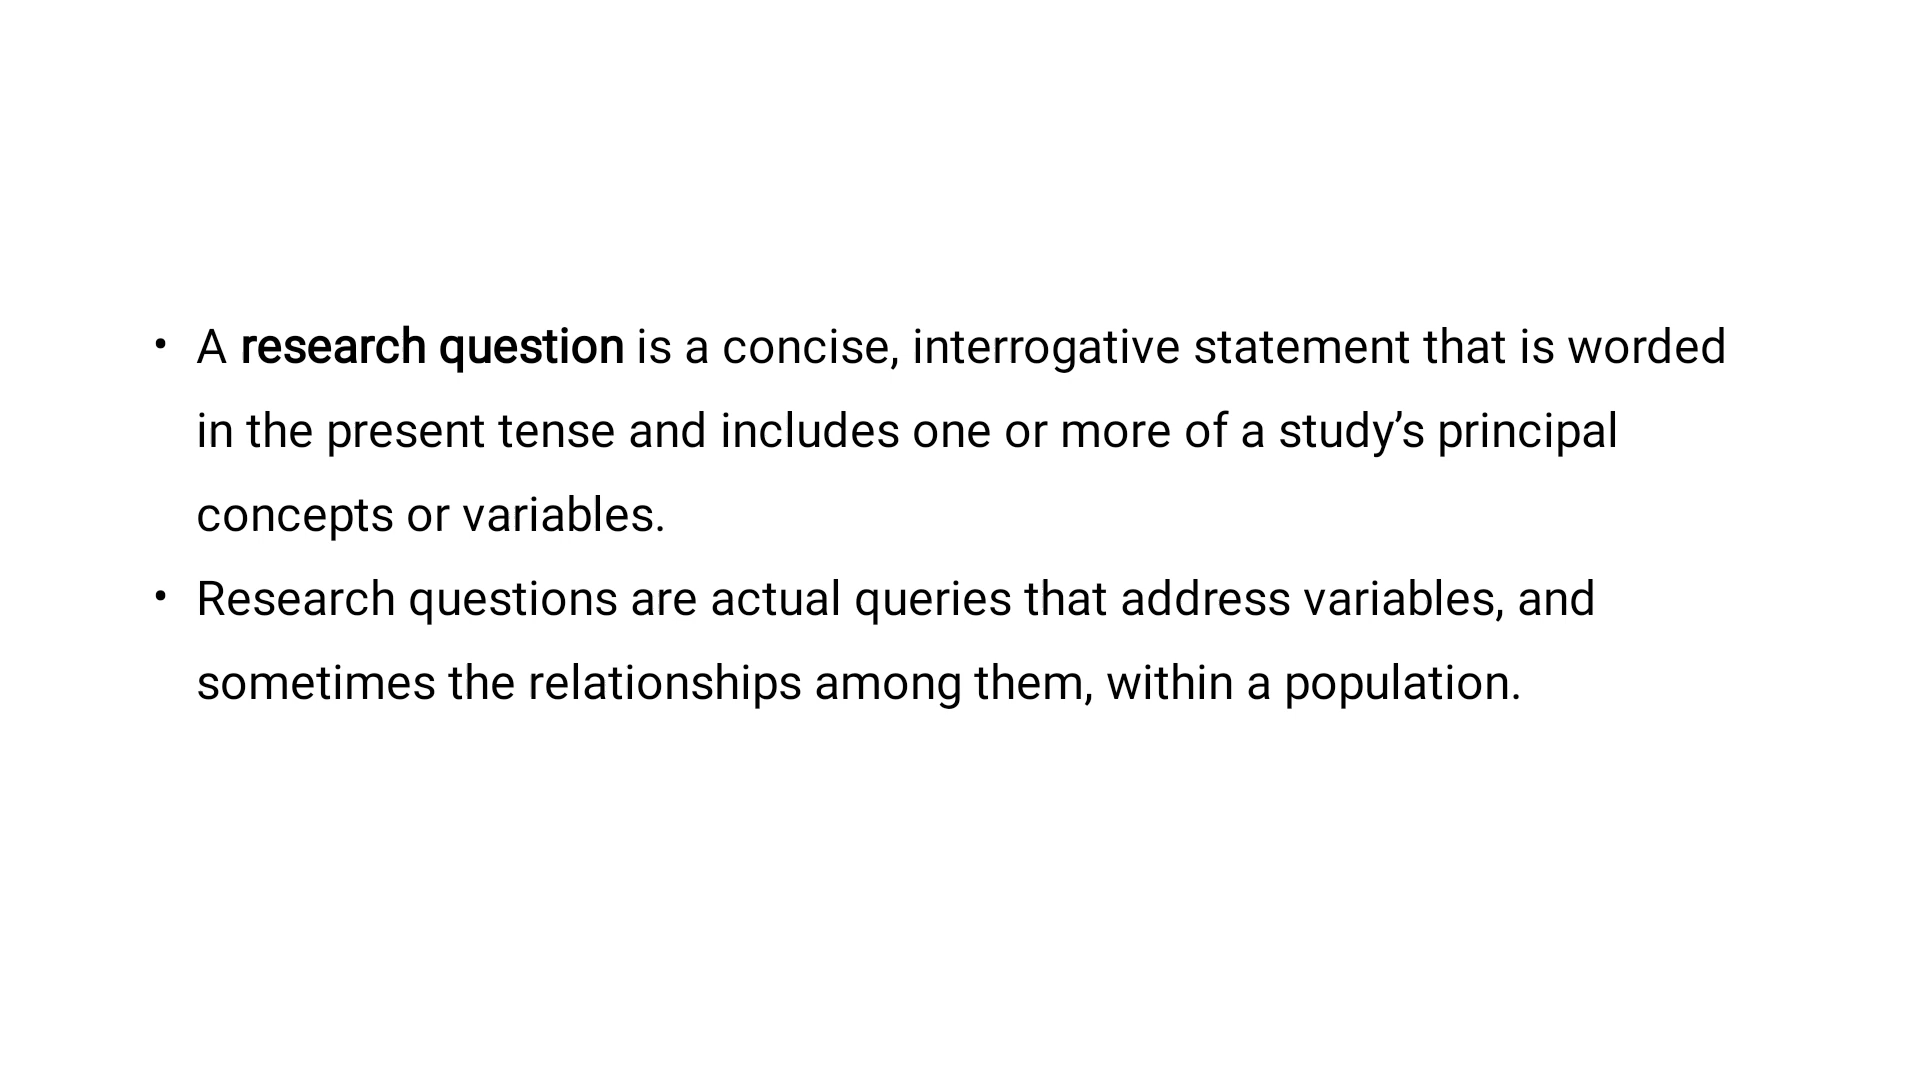 • A research question is a concise, interrogative statement that is worded
in the present tense and includes one or more of a study’s principal
concepts or variables.
• Research questions are actual queries that address variables, and
sometimes the relationships among them, within a population.